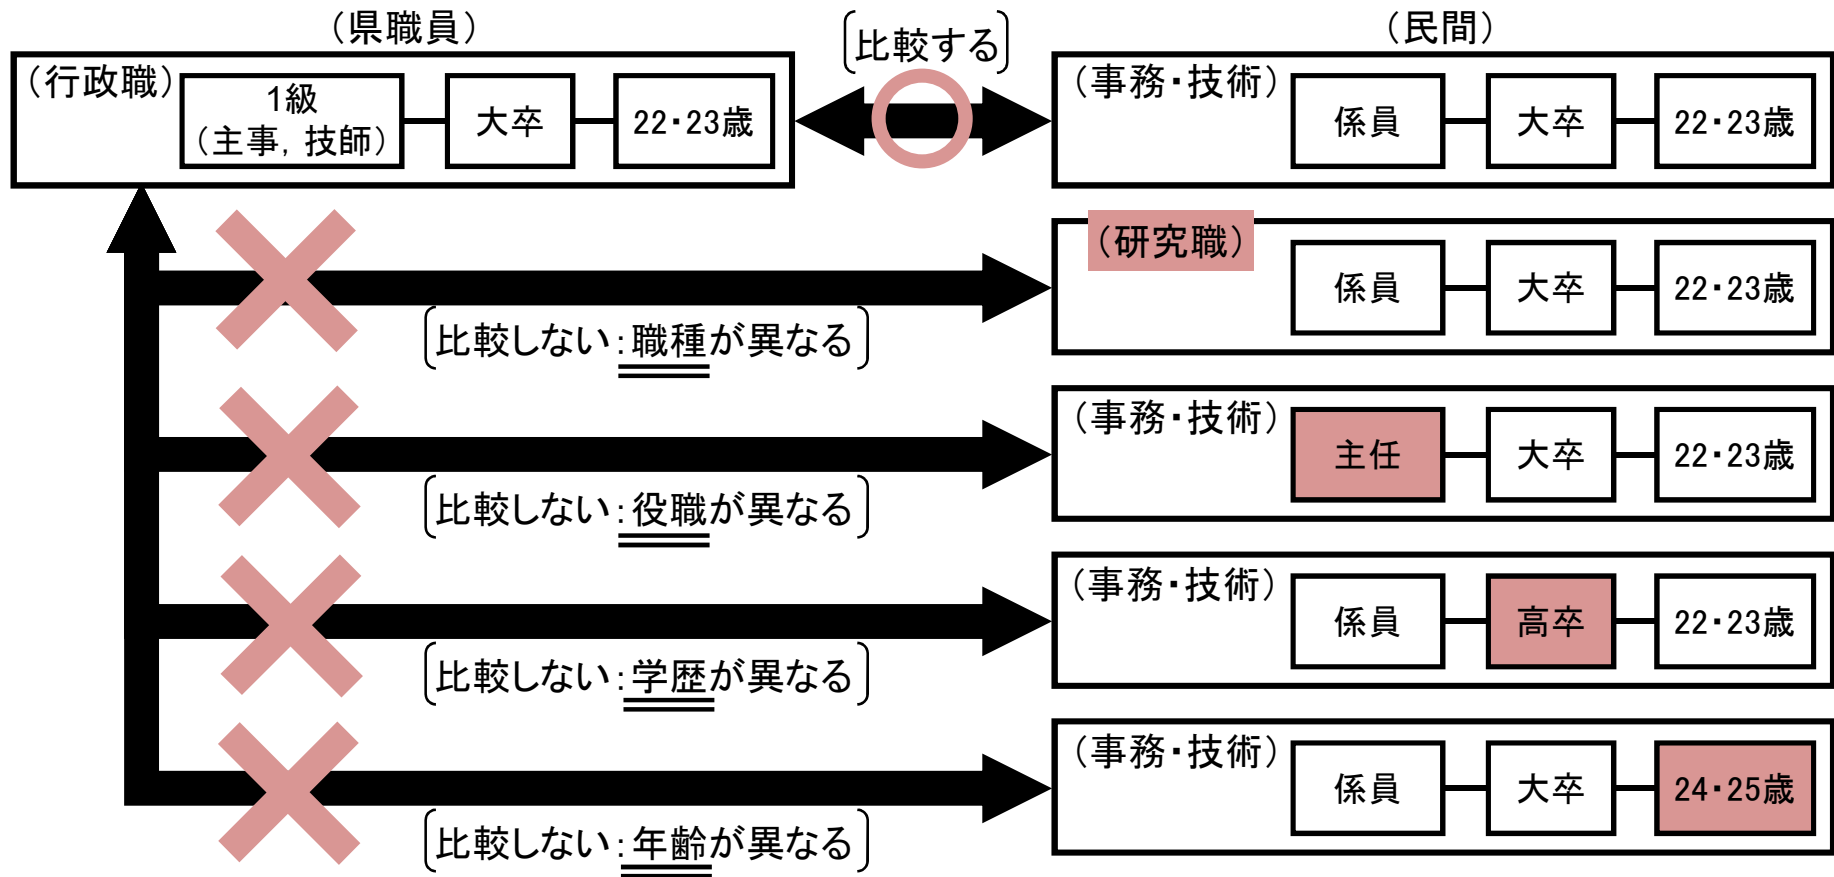 （県職員）
〔比較する〕
（民間）
（行政職）
1級
（主事，技師）
大卒
22・23歳
（事務・技術）
係員
大卒
22・23歳
（研究職）
係員
大卒
22・23歳
〔比較しない：職種が異なる〕
（事務・技術）
主任
大卒
22・23歳
〔比較しない：役職が異なる〕
（事務・技術）
係員
高卒
22・23歳
〔比較しない：学歴が異なる〕
（事務・技術）
係員
大卒
24・25歳
〔比較しない：年齢が異なる〕